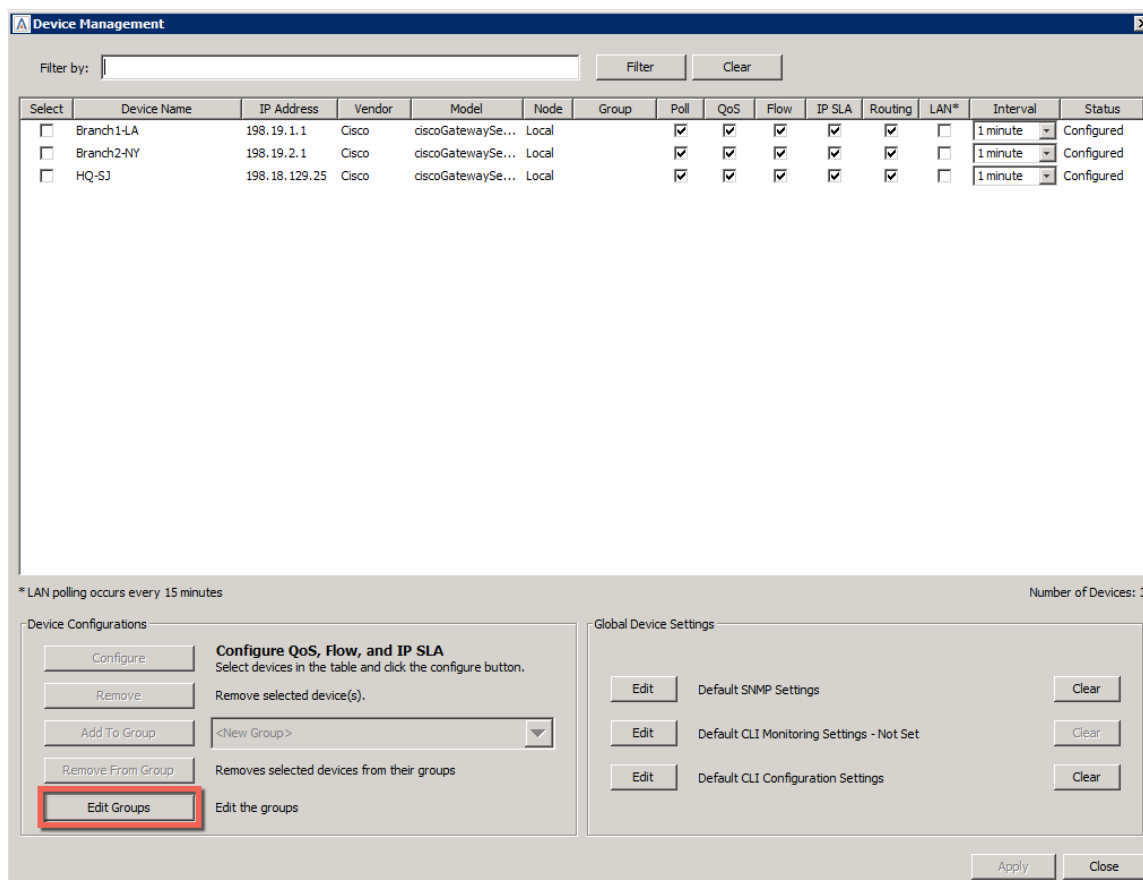 Device Management
Filter by: Filter Clear
Select Device Name IP Address Vendor Model Node Group Poll QoS Flow IP SLA Routing LAN* Interval Status
Branch1-LA 198.19.1.1 Cisco ciscoGatewaySe... Local 1 minute Configured
Branch2-NY 198.19.2.1 Cisco ciscoGatewaySe... Local 1 minute Configured
HQ-SJ 198.18.129.25 Cisco ciscoGatewaySe... Local 1 minute Configured
* LAN polling occurs every 15 minutes Number of Devices: 3
Device Configurations
Configure Configure QoS, Flow, and IP SLA
Select devices in the table and click the configure button.
Remove Remove selected device(s).
Add To Group <New Group>
Remove From Group Removes selected devices from their groups
Edit Groups Edit the groups
Global Device Settings
Edit Default SNMP Settings Clear
Edit Default CLI Monitoring Settings - Not Set Clear
Edit Default CLI Configuration Settings Clear
Apply Close